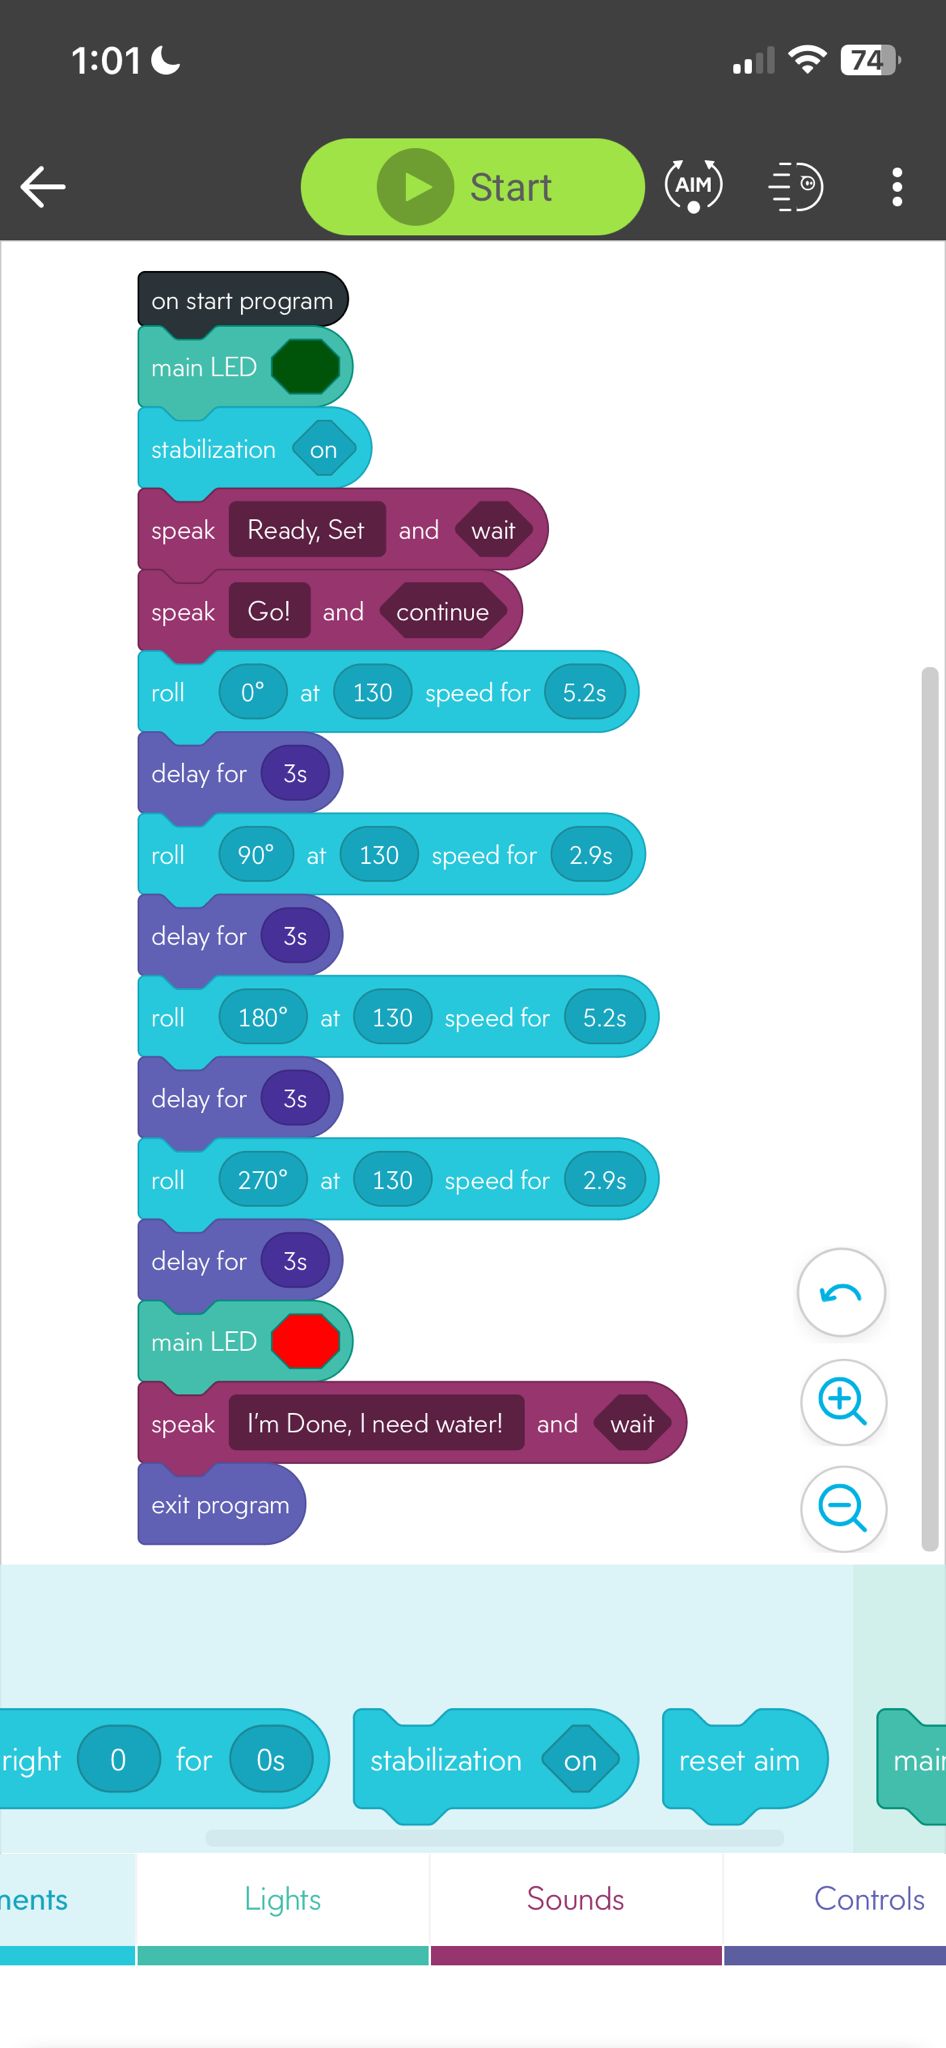 1:01 74
Start AIM
on start program
main LED
stabilization on
speak Ready, Set and wait
speak Go! and continue
roll 0° at 130 speed for 5.2s
delay for 3s
roll 90° at 130 speed for 2.9s
delay for 3s
roll 180° at 130 speed for 5.2s
delay for 3s
roll 270° at 130 speed for 2.9s
delay for 3s
main LED
speak I'm Done, I need water! and wait
exit program
right 0 for 0s stabilization on reset aim mai
nents Lights Sounds Controls